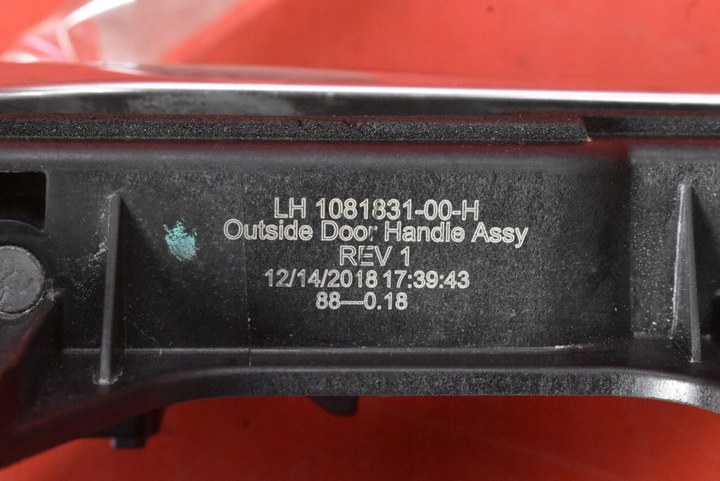 LH 1081831-00-H
Outside Door Handle Assy
REV 1
12/14/2018 17:39:43
88—0.18